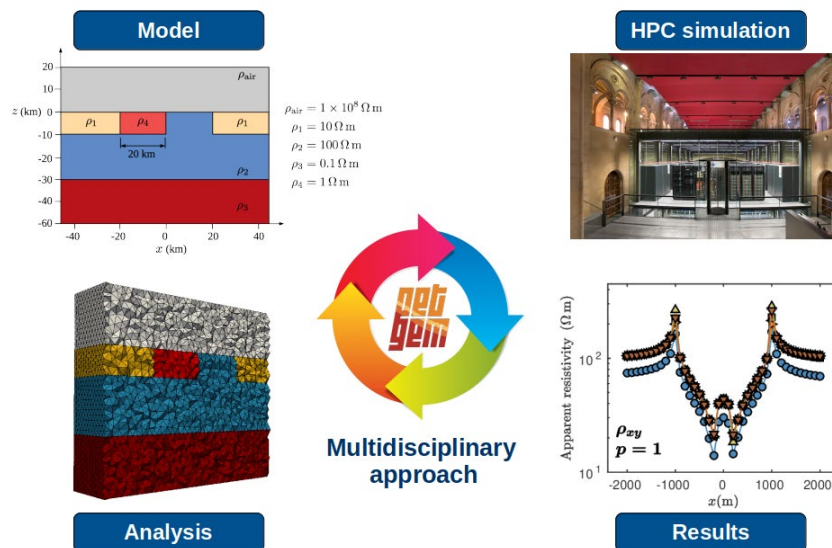 Model
HPC simulation
20
10
z (km)
0
-10
-20
-30
-40
-50
-60
ρair
ρ1
ρ4
ρ1
20 km
ρ2
ρ3
-40
-20
0
20
40
x (km)
ρair = 1 × 10^8 Ω m
ρ1 = 10 Ω m
ρ2 = 100 Ω m
ρ3 = 0.1 Ω m
ρ4 = 1 Ω m
pet
gem
Multidisciplinary
approach
Apparent resistivity (Ω m)
10^2
10^1
ρxy
p = 1
-2000
-1000
0
1000
2000
x(m)
Analysis
Results